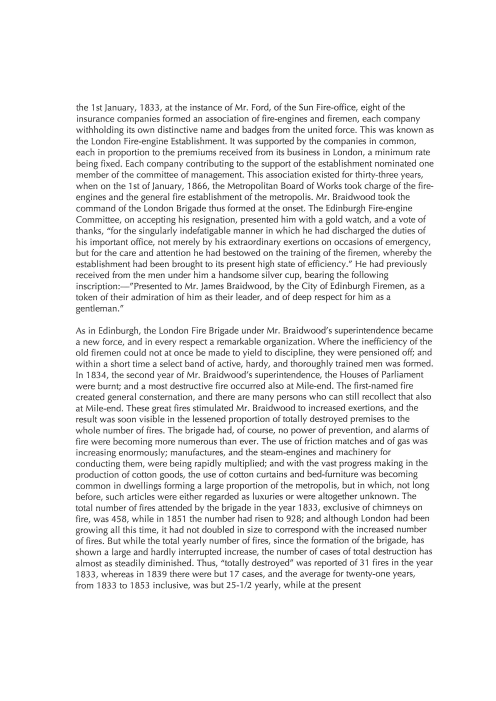 the 1st January, 1833, at the instance of Mr. Ford, of the Sun Fire-office, eight of the
insurance companies formed an association of fire-engines and firemen, each company
withholding its own distinctive name and badges from the united force. This was known as
the London Fire-engine Establishment. It was supported by the companies in common,
each in proportion to the premiums received from its business in London, a minimum rate
being fixed. Each company contributing to the support of the establishment nominated one
member of the committee of management. This association existed for thirty-three years,
when on the 1st of January, 1866, the Metropolitan Board of Works took charge of the fire-
engines and the general fire establishment of the metropolis. Mr. Braidwood took the
command of the London Brigade thus formed at the onset. The Edinburgh Fire-engine
Committee, on accepting his resignation, presented him with a gold watch, and a vote of
thanks, "for the singularly indefatigable manner in which he had discharged the duties of
his important office, not merely by his extraordinary exertions on occasions of emergency,
but for the care and attention he had bestowed on the training of the firemen, whereby the
establishment had been brought to its present high state of efficiency." He had previously
received from the men under him a handsome silver cup, bearing the following
inscription:—"Presented to Mr. James Braidwood, by the City of Edinburgh Firemen, as a
token of their admiration of him as their leader, and of deep respect for him as a
gentleman."
As in Edinburgh, the London Fire Brigade under Mr. Braidwood's superintendence became
a new force, and in every respect a remarkable organization. Where the inefficiency of the
old firemen could not at once be made to yield to discipline, they were pensioned off; and
within a short time a select band of active, hardy, and thoroughly trained men was formed.
In 1834, the second year of Mr. Braidwood's superintendence, the Houses of Parliament
were burnt; and a most destructive fire occurred also at Mile-end. The first-named fire
created general consternation, and there are many persons who can still recollect that also
at Mile-end. These great fires stimulated Mr. Braidwood to increased exertions, and the
result was soon visible in the lessened proportion of totally destroyed premises to the
whole number of fires. The brigade had, of course, no power of prevention, and alarms of
fire were becoming more numerous than ever. The use of friction matches and of gas was
increasing enormously; manufactures, and the steam-engines and machinery for
conducting them, were being rapidly multiplied; and with the vast progress making in the
production of cotton goods, the use of cotton curtains and bed-furniture was becoming
common in dwellings forming a large proportion of the metropolis, but in which, not long
before, such articles were either regarded as luxuries or were altogether unknown. The
total number of fires attended by the brigade in the year 1833, exclusive of chimneys on
fire, was 458, while in 1851 the number had risen to 928; and although London had been
growing all this time, it had not doubled in size to correspond with the increased number
of fires. But while the total yearly number of fires, since the formation of the brigade, has
shown a large and hardly interrupted increase, the number of cases of total destruction has
almost as steadily diminished. Thus, "totally destroyed" was reported of 31 fires in the year
1833, whereas in 1839 there were but 17 cases, and the average for twenty-one years,
from 1833 to 1853 inclusive, was but 25-1/2 yearly, while at the present